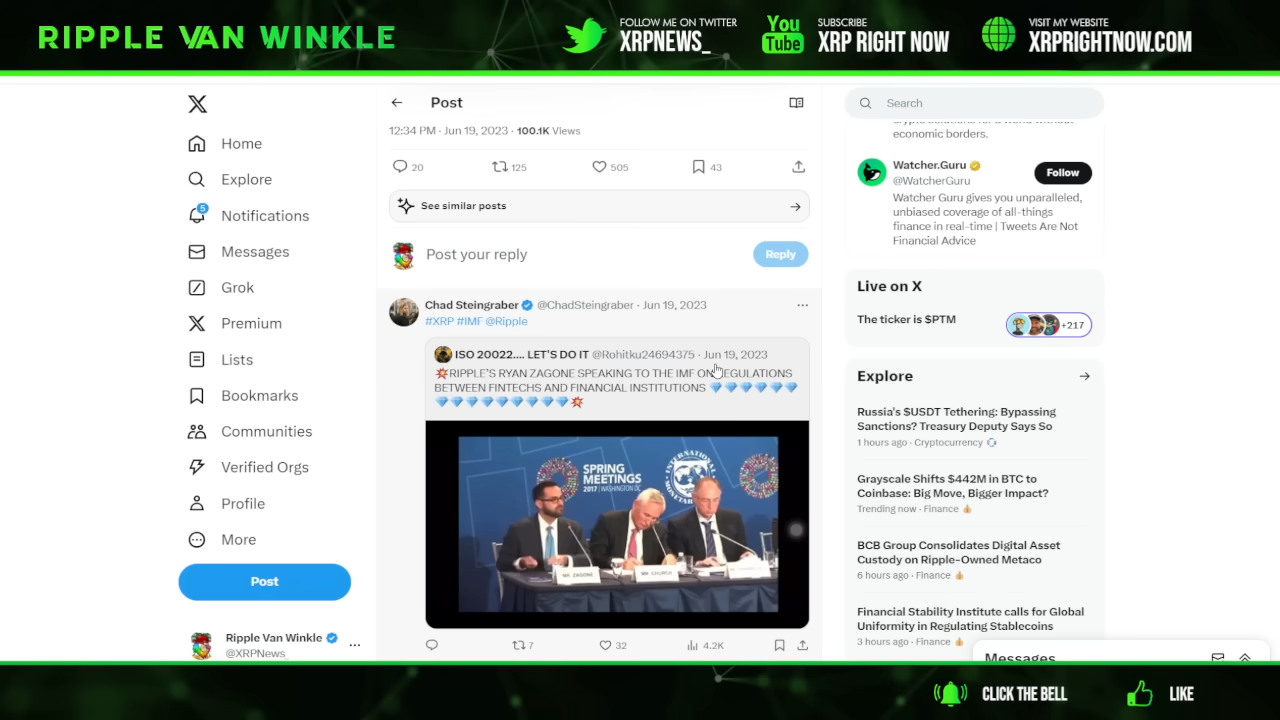 RIPPLE VAN WINKLE
FOLLOW ME ON TWITTER
XRPNEWS_
You
Tube
SUBSCRIBE
XRP RIGHT NOW
VISIT MY WEBSITE
XRPRIGHTNOW.COM
X
Home
Explore
5
Notifications
Messages
Grok
Premium
Lists
Bookmarks
Communities
Verified Orgs
Profile
More
Post
Ripple Van Winkle
@XRPNews_
Post
12:34 PM · Jun 19, 2023 · 100.1K Views
20 125 505 43
See similar posts
Post your reply
Reply
Chad Steingraber @ChadSteingraber · Jun 19, 2023
#XRP #IMF @Ripple
ISO 20022.... LET'S DO IT @Rohitku24694375 · Jun 19, 2023
💥RIPPLE'S RYAN ZAGONE SPEAKING TO THE IMF ON REGULATIONS
BETWEEN FINTECHS AND FINANCIAL INSTITUTIONS 💎💎💎💎💎💎
💎💎💎💎💎💎💎💎💎💥
SPRING
MEETINGS
2017 | WASHINGTON DC
INTERNATIONAL
MONETARY
MR. ZAGONE
MR. CHURCH
7 32 4.2K
Search
economic borders.
Watcher.Guru
@WatcherGuru
Follow
Watcher Guru gives you unparalleled,
unbiased coverage of all-things
finance in real-time | Tweets Are Not
Financial Advice
Live on X
The ticker is $PTM
+217
Explore
Russia's $USDT Tethering: Bypassing
Sanctions? Treasury Deputy Says So
1 hours ago · Cryptocurrency
Grayscale Shifts $442M in BTC to
Coinbase: Big Move, Bigger Impact?
Trending now · Finance
BCB Group Consolidates Digital Asset
Custody on Ripple-Owned Metaco
6 hours ago · Finance
Financial Stability Institute calls for Global
Uniformity in Regulating Stablecoins
3 hours ago · Finance
Messages
CLICK THE BELL
LIKE